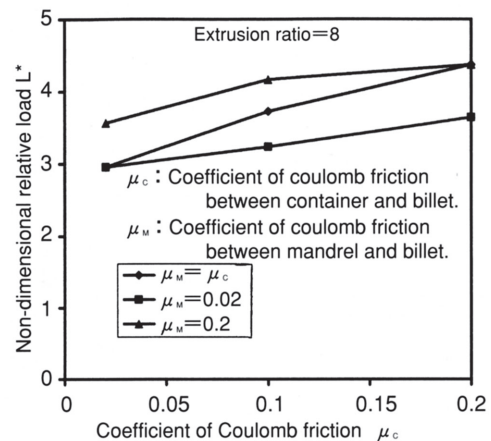 Extrusion ratio=8
5
4
3
2
1
0
Non-dimensional relative load L*
μc : Coefficient of coulomb friction
between container and billet.
μM : Coefficient of coulomb friction
between mandrel and billet.
μM= μc
μM=0.02
μM=0.2
0 0.05 0.1 0.15 0.2
Coefficient of Coulomb friction μc